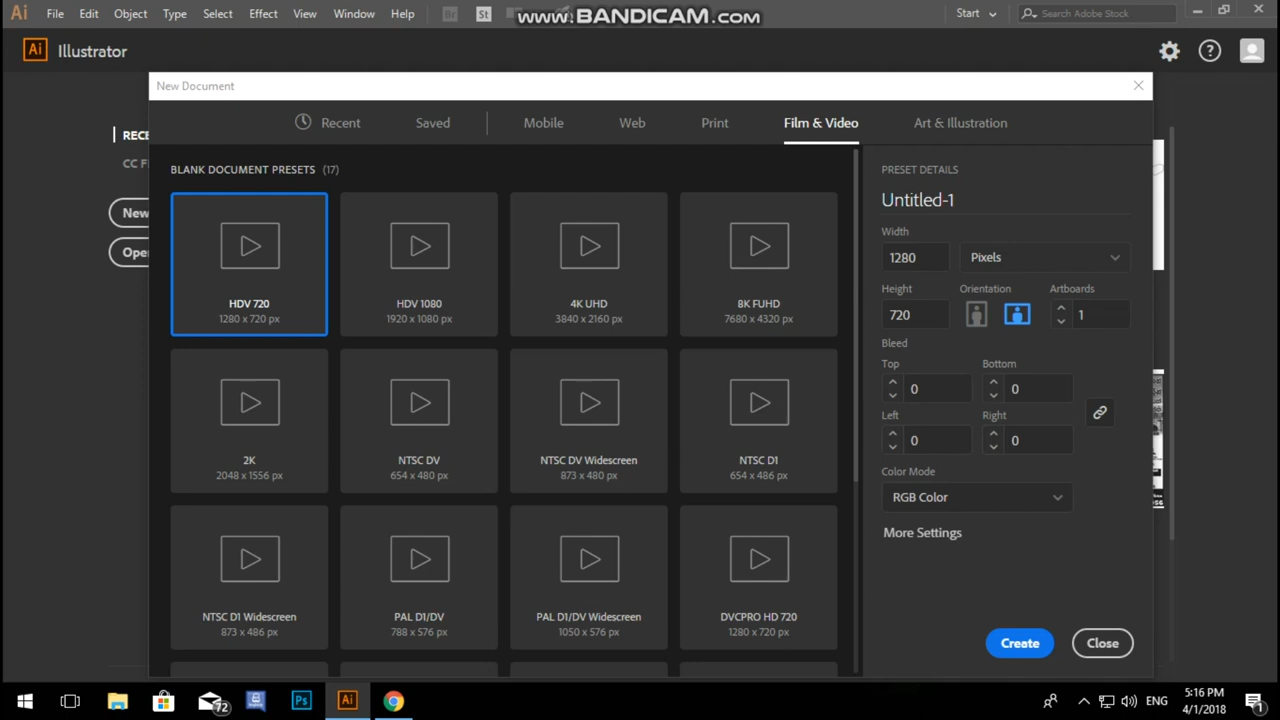 Ai File Edit Object Type Select Effect View Window Help Br St Start Search Adobe Stock
www.BANDICAM.com
Ai Illustrator
New Document
RECE
CC F
New
Ope
Recent Saved Mobile Web Print Film & Video Art & Illustration
BLANK DOCUMENT PRESETS (17)
HDV 720
1280 x 720 px
HDV 1080
1920 x 1080 px
4K UHD
3840 x 2160 px
8K FUHD
7680 x 4320 px
2K
2048 x 1556 px
NTSC DV
654 x 480 px
NTSC DV Widescreen
873 x 480 px
NTSC D1
654 x 486 px
NTSC D1 Widescreen
873 x 486 px
PAL D1/DV
788 x 576 px
PAL D1/DV Widescreen
1050 x 576 px
DVCPRO HD 720
1280 x 720 px
PRESET DETAILS
Untitled-1
Width
1280 Pixels
Height Orientation Artboards
720 1
Bleed
Top Bottom
0 0
Left Right
0 0
Color Mode
RGB Color
More Settings
Create Close
72 Ps Ai ENG
5:16 PM
4/1/2018
1